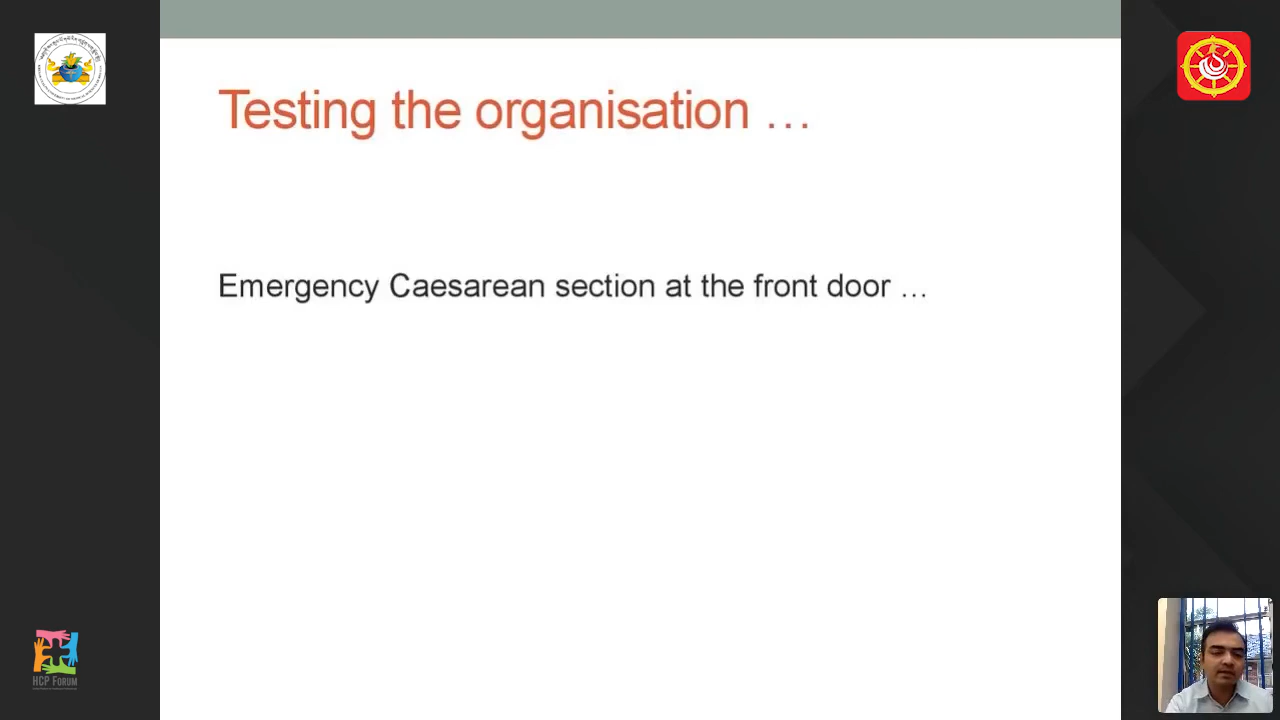 Testing the organisation …
Emergency Caesarean section at the front door …
HCP FORUM